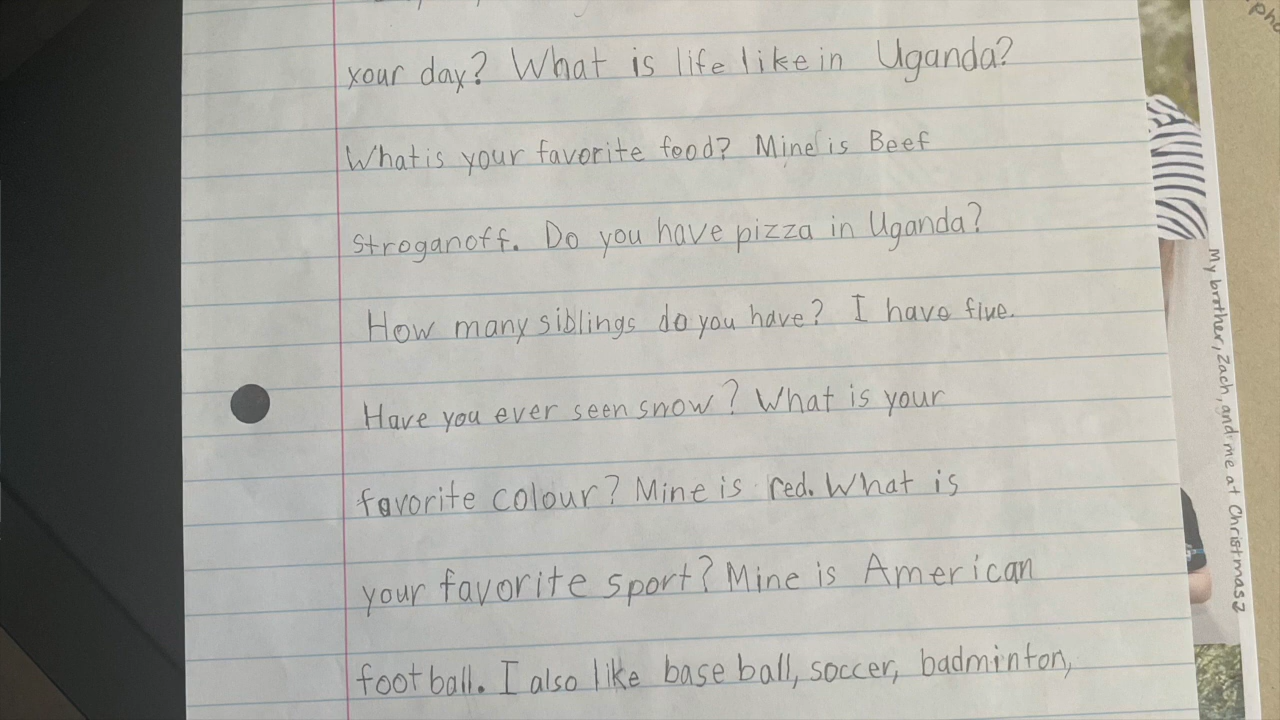 your day? What is life like in Uganda?
What is your favorite food? Mine is Beef
Stroganoff. Do you have pizza in Uganda?
How many siblings do you have? I have five.
Have you ever seen snow? What is your
favorite colour? Mine is red. What is
your favorite sport? Mine is American
football. I also like baseball, soccer, badminton,
My brother, Zach, and me at Christmas 2